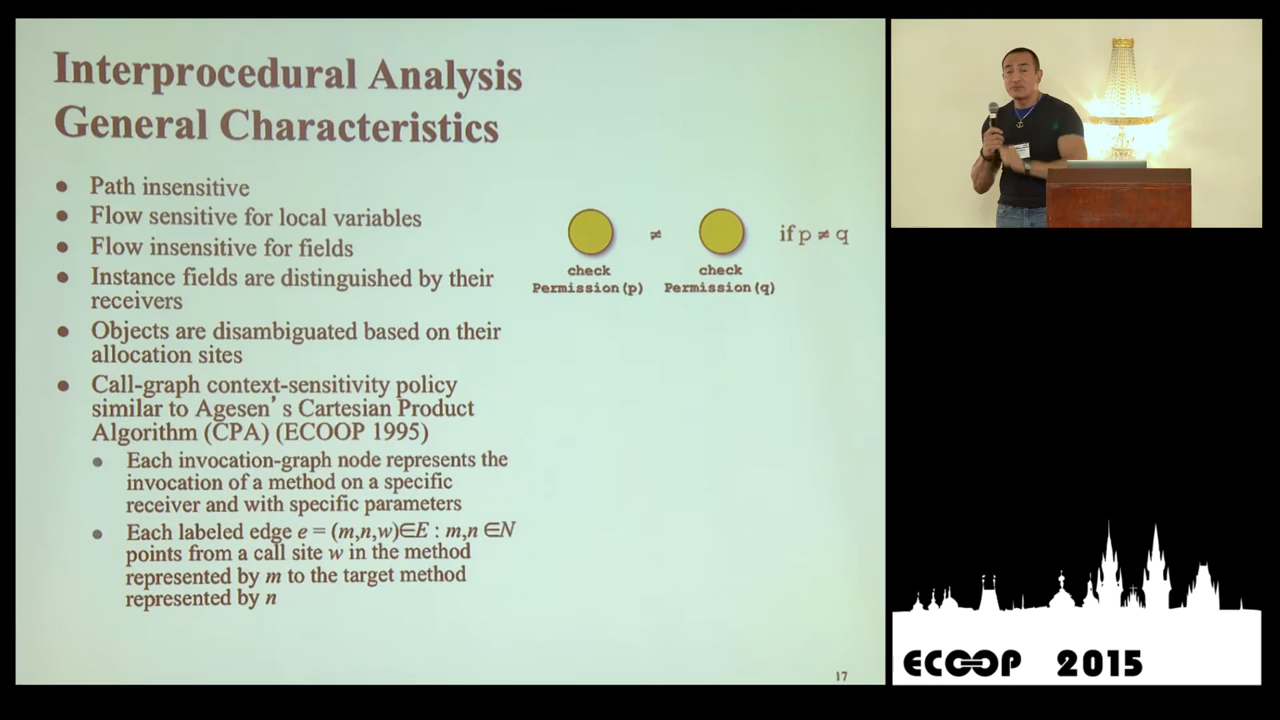 Interprocedural Analysis
General Characteristics
● Path insensitive
● Flow sensitive for local variables
● Flow insensitive for fields
● Instance fields are distinguished by their
receivers
● Objects are disambiguated based on their
allocation sites
● Call-graph context-sensitivity policy
similar to Agesen’s Cartesian Product
Algorithm (CPA) (ECOOP 1995)
● Each invocation-graph node represents the
invocation of a method on a specific
receiver and with specific parameters
● Each labeled edge e = (m,n,w)∈E : m,n ∈N
points from a call site w in the method
represented by m to the target method
represented by n
≠ if p ≠ q
check check
Permission(p) Permission(q)
17
ECOOP 2015